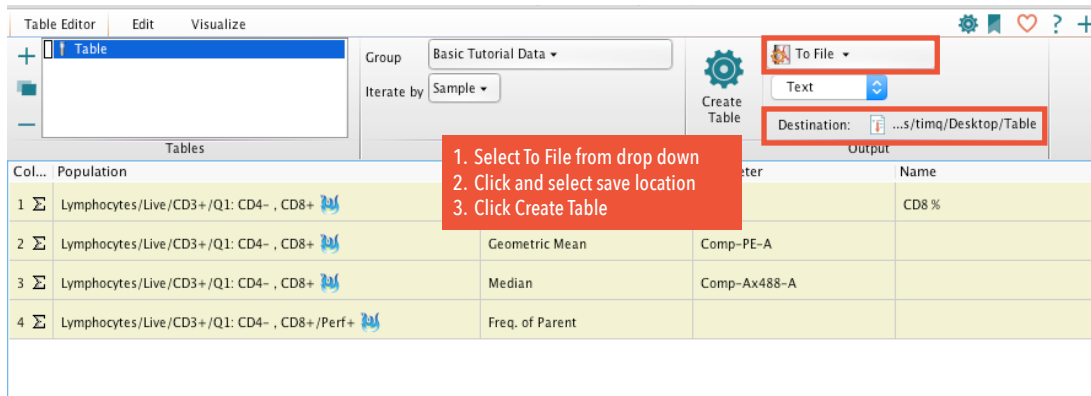 Table Editor Edit Visualize ?
Table
Group Basic Tutorial Data
Iterate by Sample
Create
Table
To File
Text
Destination: ...s/timq/Desktop/Table
Tables
Output
1. Select To File from drop down
2. Click and select save location
3. Click Create Table
Col... Population eter Name
1 Σ Lymphocytes/Live/CD3+/Q1: CD4- , CD8+ CD8 %
2 Σ Lymphocytes/Live/CD3+/Q1: CD4- , CD8+ Geometric Mean Comp-PE-A
3 Σ Lymphocytes/Live/CD3+/Q1: CD4- , CD8+ Median Comp-Ax488-A
4 Σ Lymphocytes/Live/CD3+/Q1: CD4- , CD8+/Perf+ Freq. of Parent